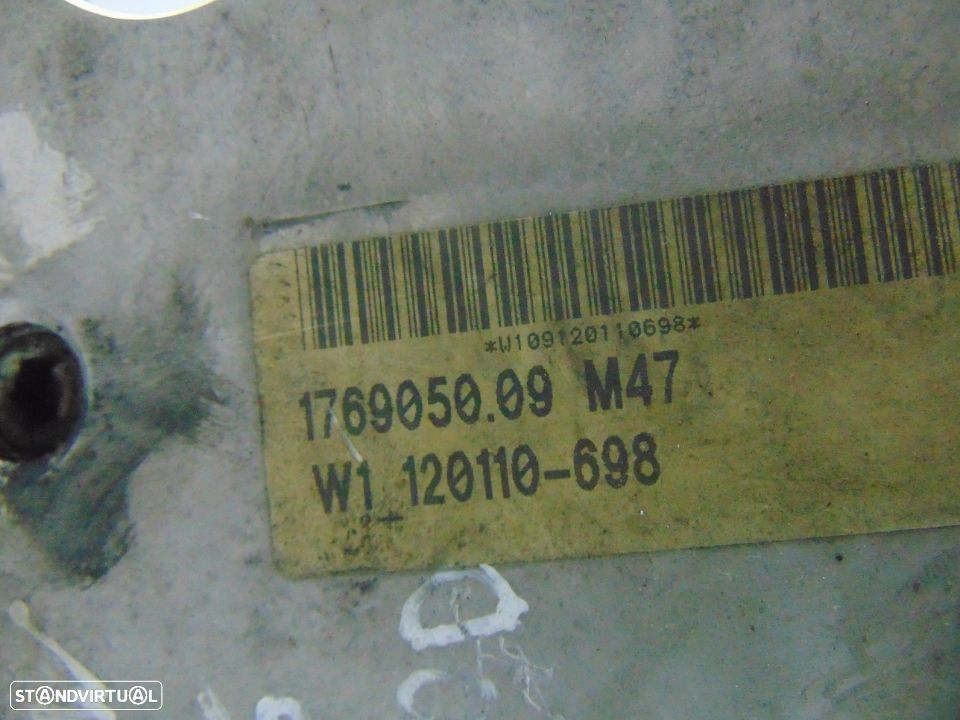 *W109120110698*
1769050.09 M47
W1 120110-698
STANDVIRTUAL